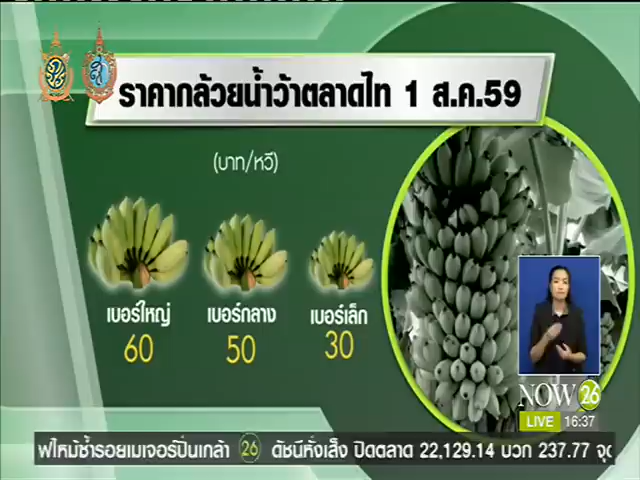 ราคากล้วยน้ำว้าตลาดไท 1 ส.ค.59
(บาท/หวี)
เบอร์ใหญ่ เบอร์กลาง เบอร์เล็ก
60 50 30
NOW 26
LIVE 16:37
ฟไหม้ซ้ำรอยเมเจอร์ปิ่นเกล้า 26 ดัชนีหั่งเส็ง ปิดตลาด 22,129.14 บวก 237.77 จุด